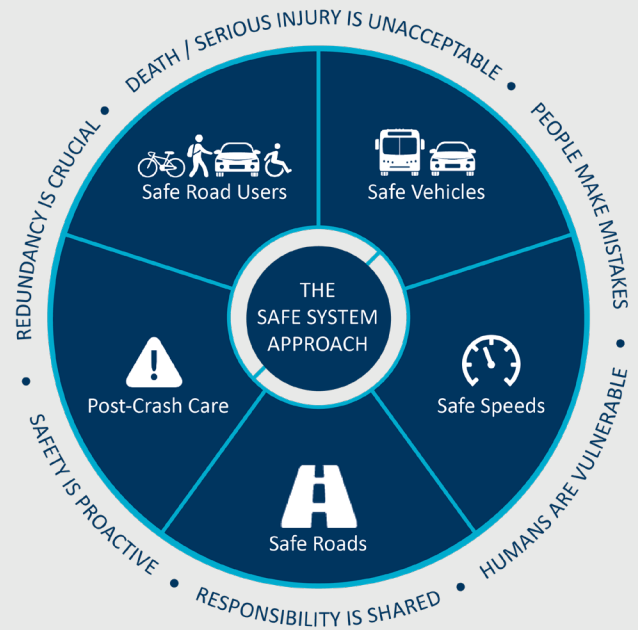 DEATH / SERIOUS INJURY IS UNACCEPTABLE
PEOPLE MAKE MISTAKES
HUMANS ARE VULNERABLE
RESPONSIBILITY IS SHARED
SAFETY IS PROACTIVE
REDUNDANCY IS CRUCIAL
Safe Road Users
Safe Vehicles
THE
SAFE SYSTEM
APPROACH
Safe Speeds
Safe Roads
Post-Crash Care